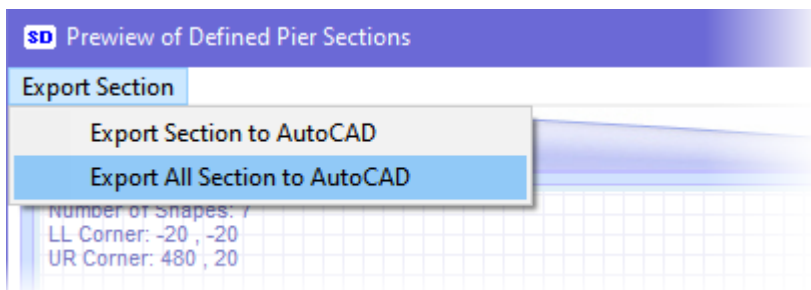 SD Prewiew of Defined Pier Sections
Export Section
Export Section to AutoCAD
Export All Section to AutoCAD
Number of Shapes: 7
LL Corner: -20 , -20
UR Corner: 480 , 20